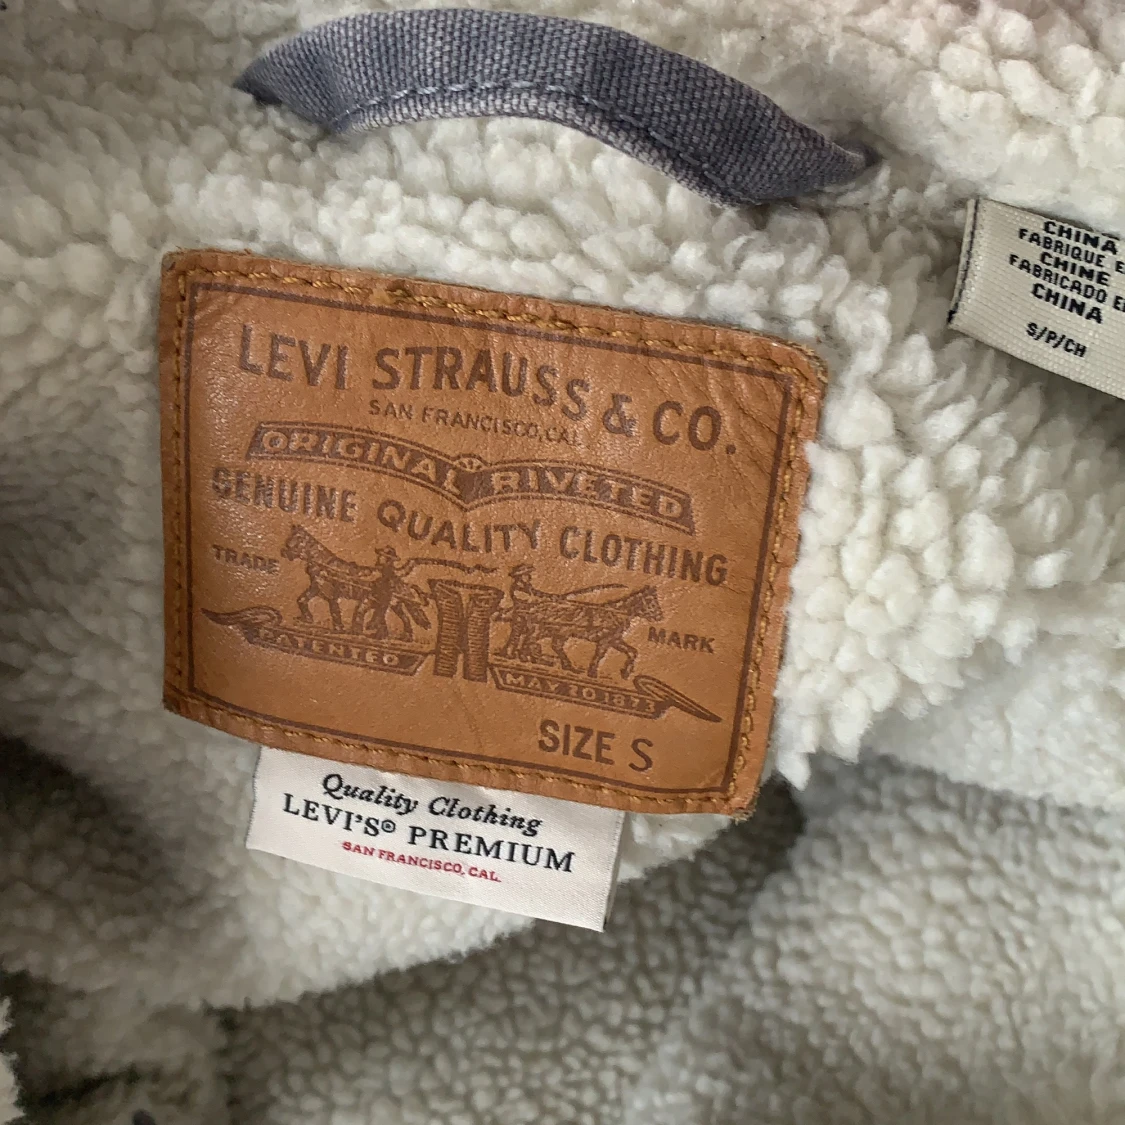 LEVI STRAUSS & CO.
SAN FRANCISCO, CAL.
ORIGINAL RIVETED
GENUINE QUALITY CLOTHING
TRADE MARK
PATENTED MAY 20 1873
SIZE S
Quality Clothing
LEVI'S® PREMIUM
SAN FRANCISCO, CAL.
CHINA
FABRIQUE E
CHINE
FABRICADO E
CHINA
S/P/CH